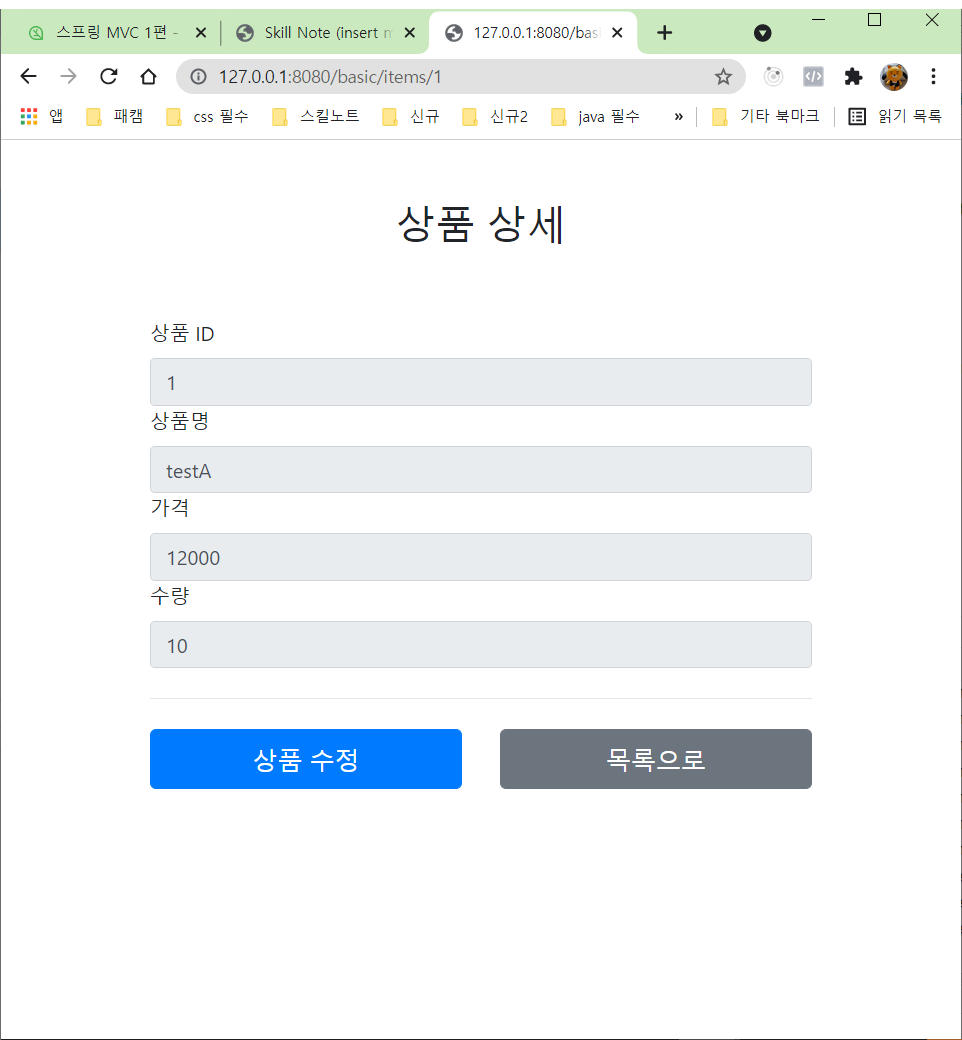 스프링 MVC 1편 -
Skill Note (insert n
127.0.0.1:8080/bas
127.0.0.1:8080/basic/items/1
앱 패캠 css 필수 스킬노트 신규 신규2 java 필수 » 기타 북마크 읽기 목록
상품 상세
상품 ID
1
상품명
testA
가격
12000
수량
10
상품 수정 목록으로